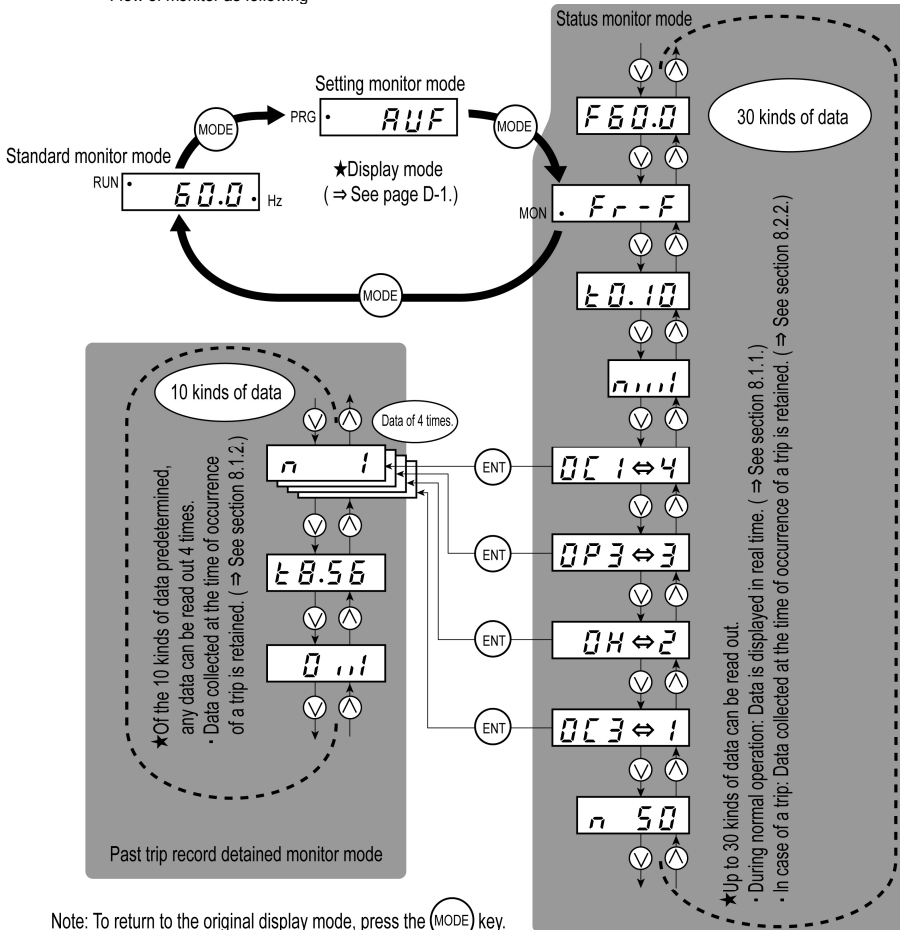 Status monitor mode
Setting monitor mode
PRG AUF
MODE
MODE
Standard monitor mode
RUN 60.0 Hz
★Display mode
( ⇒ See page D-1.)
MODE
F60.0
30 kinds of data
MON Fr-F
t0.10
10 kinds of data
Data of 4 times.
n 1
ENT
OC1⇔4
t8.56
ENT
OP3⇔3
ENT
OH⇔2
ENT
OC3⇔1
n 50
★Of the 10 kinds of data predetermined,
any data can be read out 4 times.
· Data collected at the time of occurrence
of a trip is retained. ( ⇒ See section 8.1.2.)
Past trip record detained monitor mode
★Up to 30 kinds of data can be read out.
· During normal operation: Data is displayed in real time. ( ⇒ See section 8.1.1.)
· In case of a trip: Data collected at the time of occurrence of a trip is retained. ( ⇒ See section 8.2.2.)
Note: To return to the original display mode, press the MODE key.